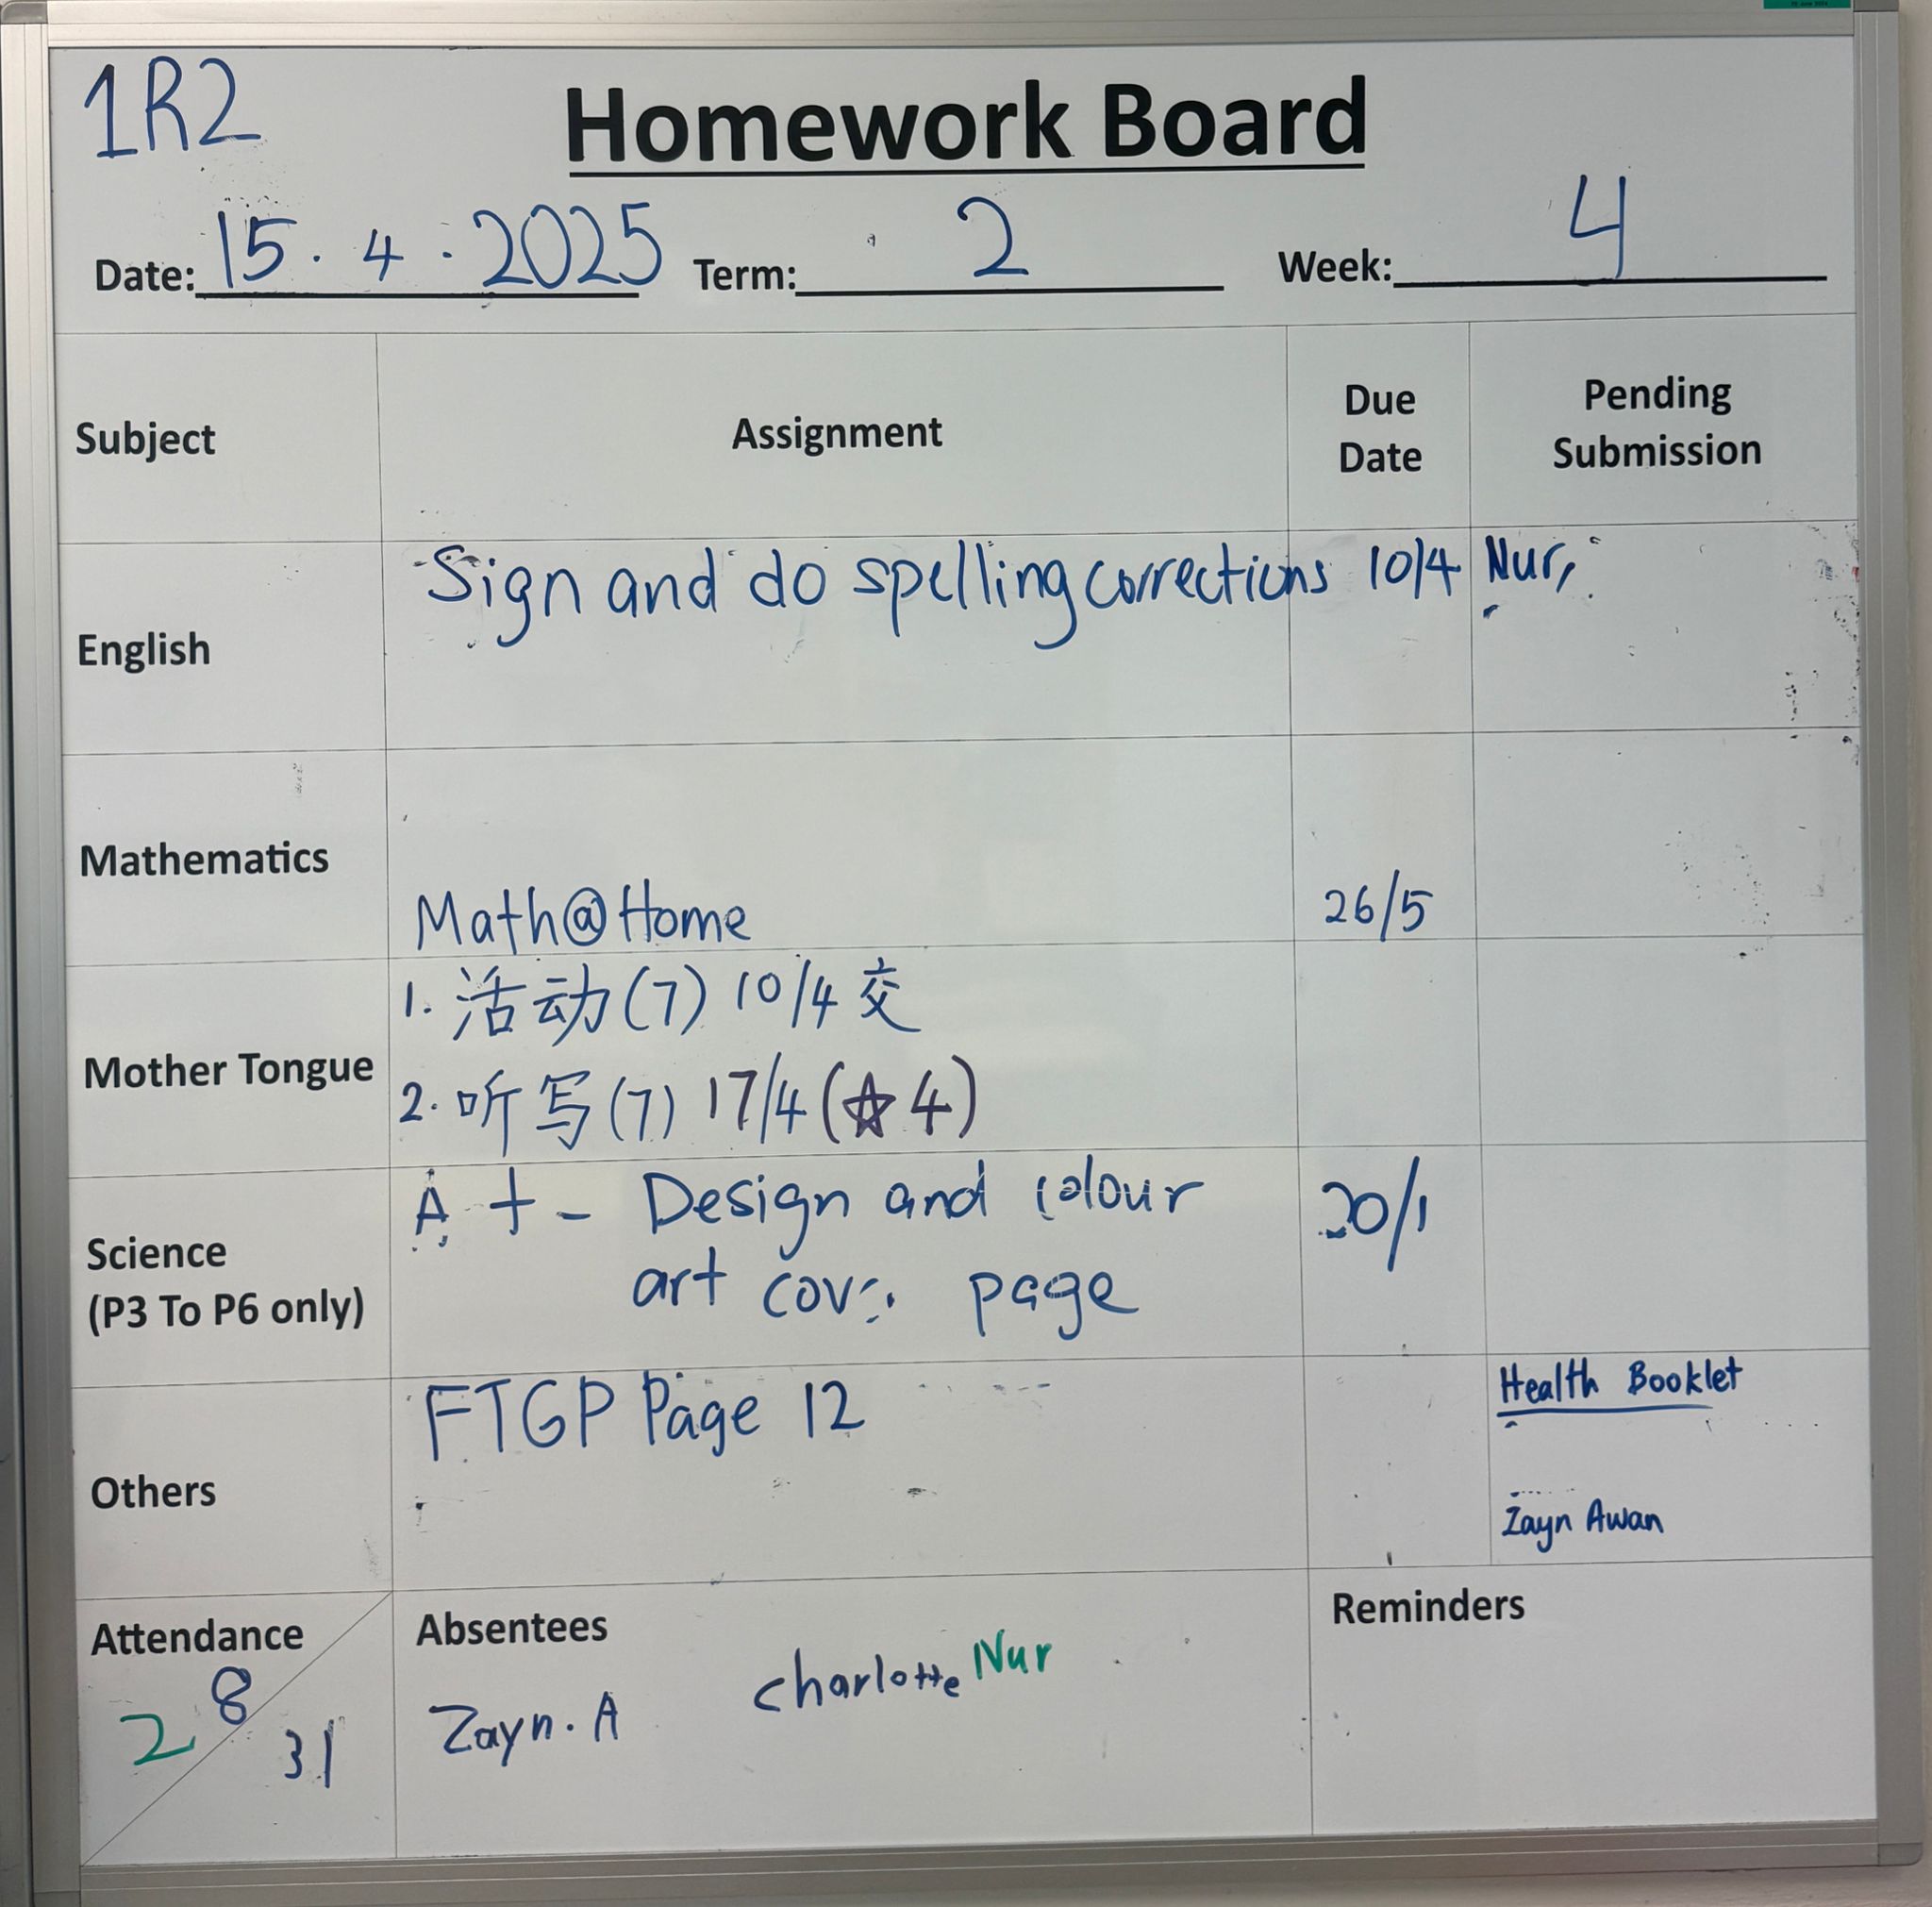 1R2
Homework Board
Date: 15.4.2025 Term: 2 Week: 4
Subject Assignment Due Date Pending Submission
English Sign and do spelling corrections 10/4 Nur,
Mathematics Math@Home 26/5
Mother Tongue
1. 活动(7) 10/4 交
2. 听写(7) 17/4 (☆ 4)
Science
(P3 To P6 only)
A t - Design and colour 20/1
art cov page
Others FTGP Page 12
Health Booklet
Zayn Awan
Attendance 28 31
Absentees
Zayn. A charlotte Nur
Reminders